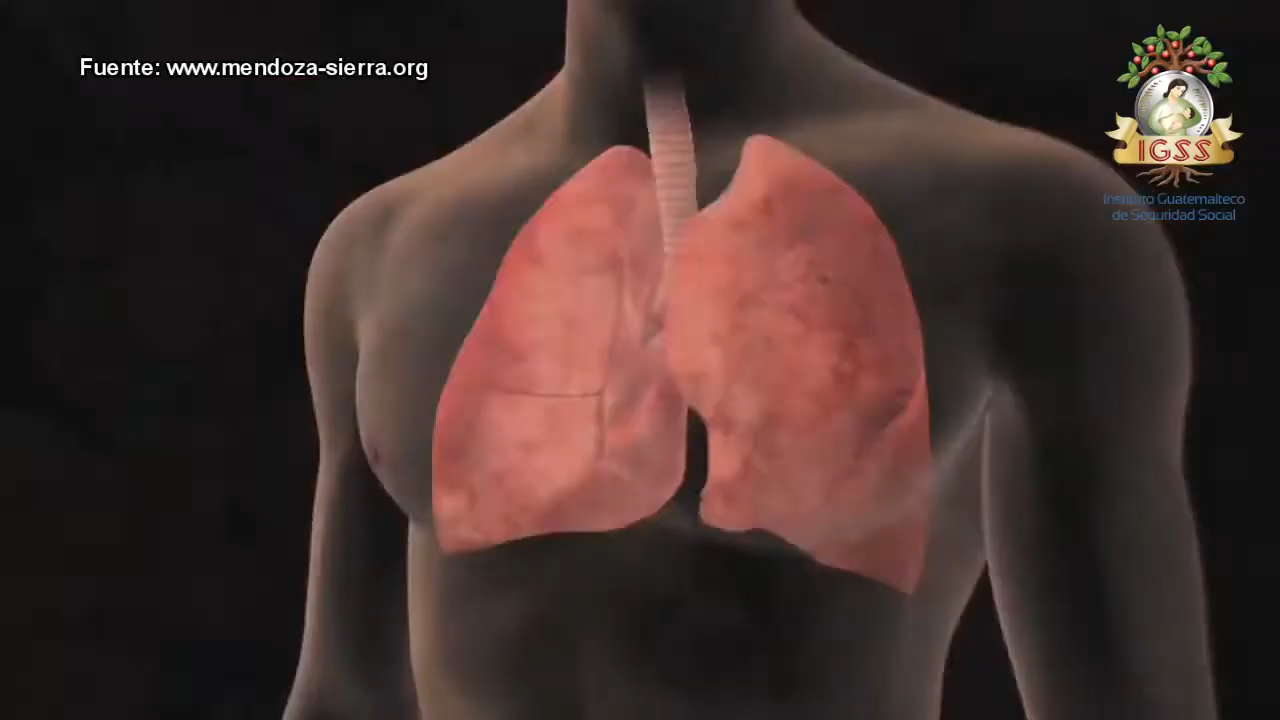 Fuente: www.mendoza-sierra.org
IGSS
Instituto Guatemalteco
de Seguridad Social